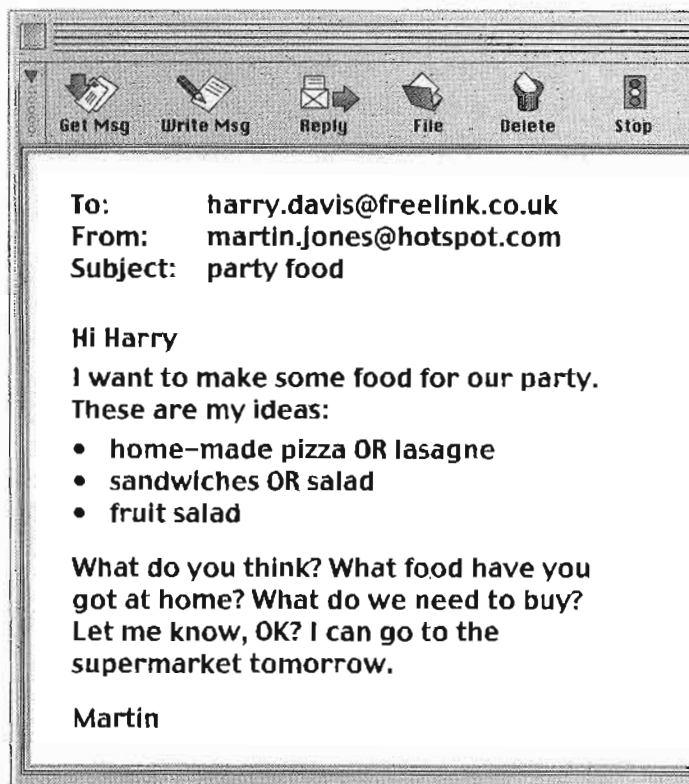 Get Msg Write Msg Reply File Delete Stop
To: harry.davis@freelink.co.uk
From: martin.jones@hotspot.com
Subject: party food
Hi Harry
I want to make some food for our party.
These are my ideas:
• home-made pizza OR lasagne
• sandwiches OR salad
• fruit salad
What do you think? What food have you
got at home? What do we need to buy?
Let me know, OK? I can go to the
supermarket tomorrow.
Martin